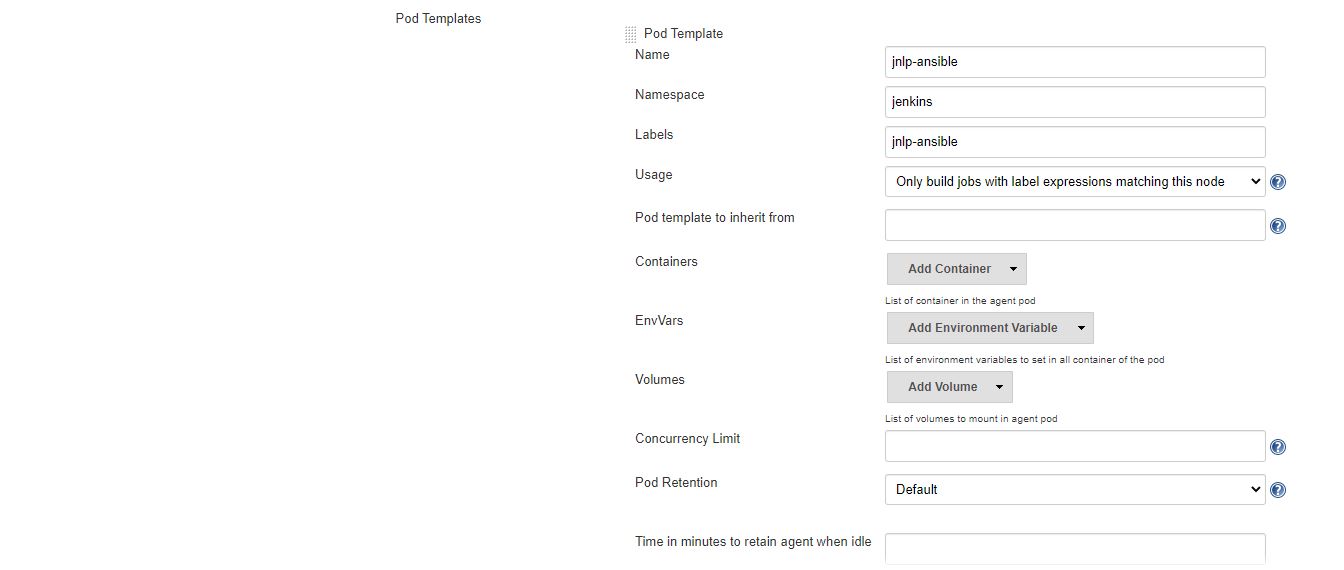 Pod Templates
Pod Template
Name
jnlp-ansible
Namespace
jenkins
Labels
jnlp-ansible
Usage
Only build jobs with label expressions matching this node
Pod template to inherit from
Containers
Add Container
List of container in the agent pod
EnvVars
Add Environment Variable
List of environment variables to set in all container of the pod
Volumes
Add Volume
List of volumes to mount in agent pod
Concurrency Limit
Pod Retention
Default
Time in minutes to retain agent when idle